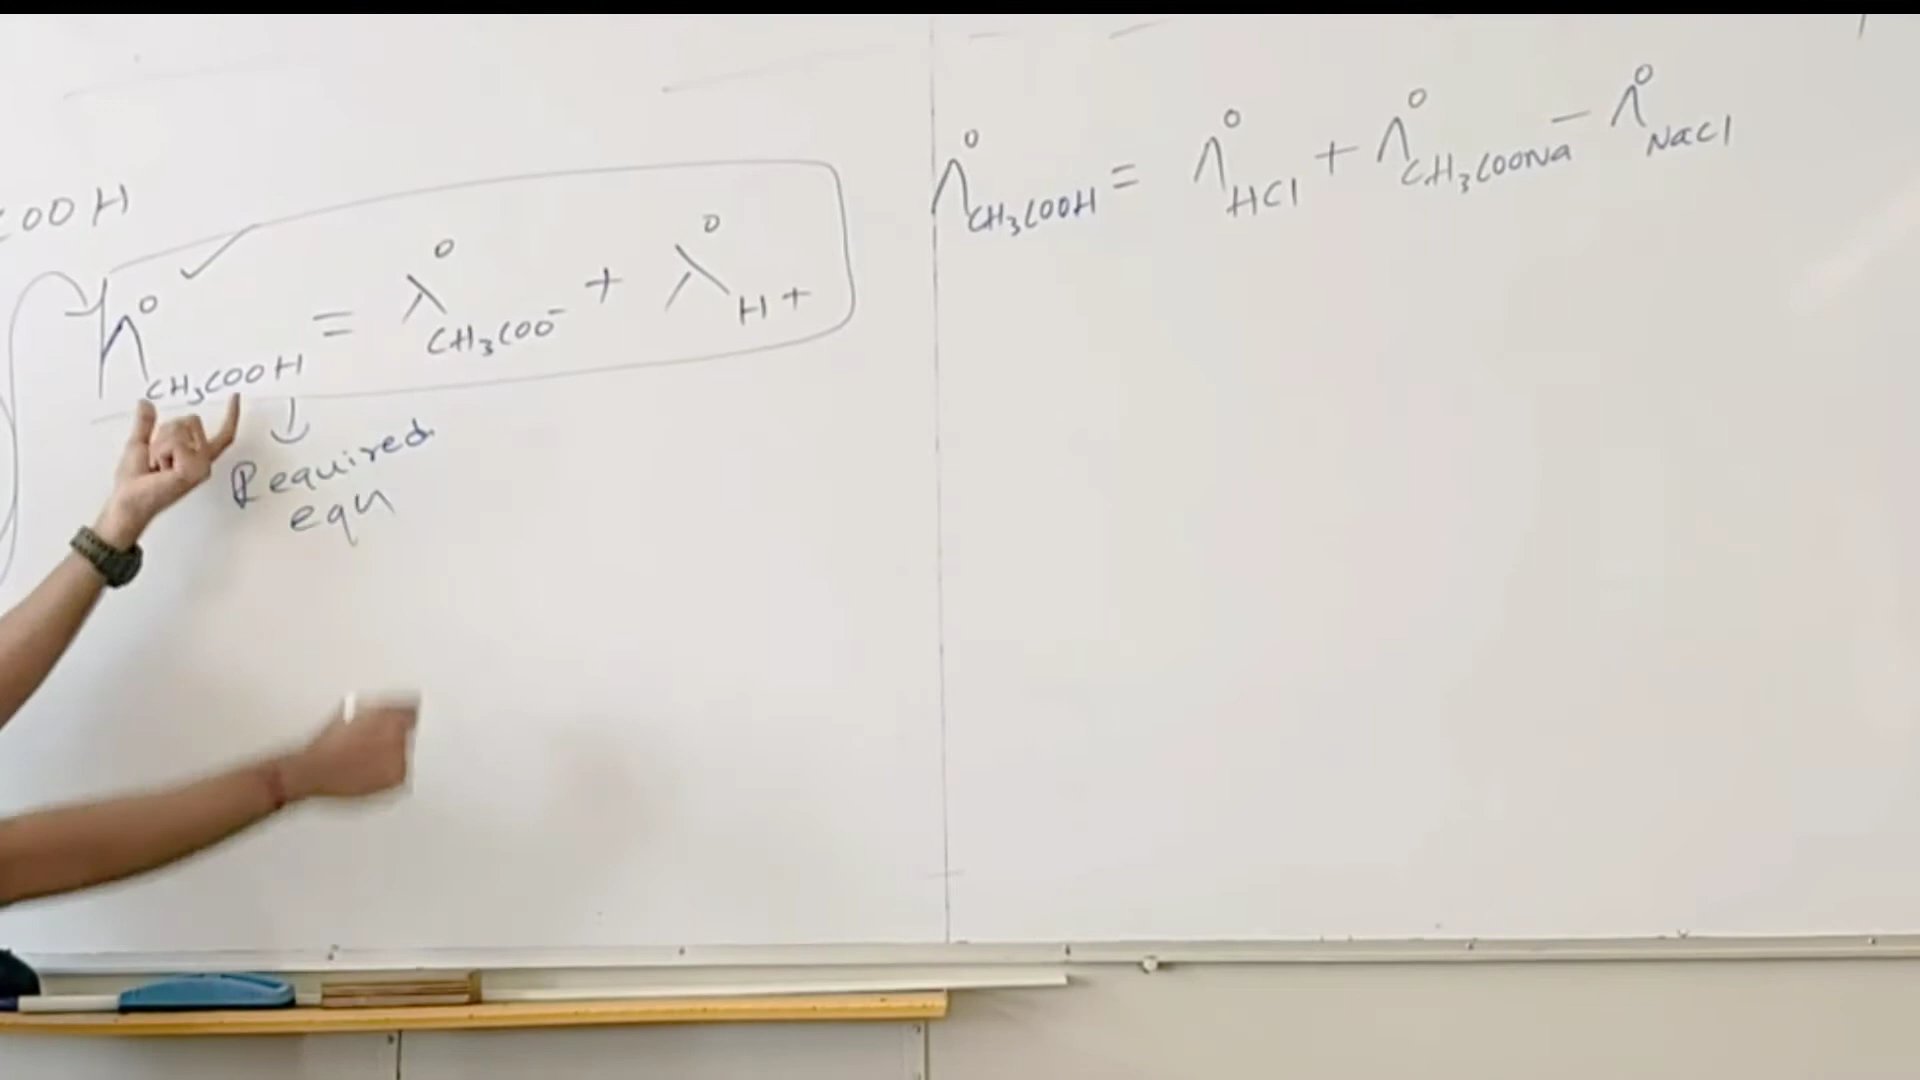 COOH
Λ°CH₃COOH = λ°CH₃COO⁻ + λ°H+
Required
equ
Λ°CH₃COOH = Λ°HCl + Λ°CH₃COONa − Λ°NaCl